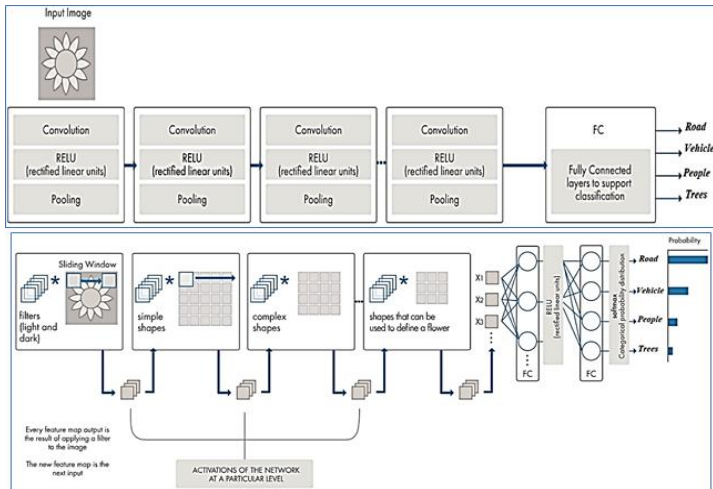 Input Image
Convolution
RELU
(rectified linear units)
Pooling
Convolution
RELU
(rectified linear units)
Pooling
Convolution
RELU
(rectified linear units)
Pooling
Convolution
RELU
(rectified linear units)
Pooling
FC
Fully Connected
layers to support
classification
Road
Vehicle
People
Trees
Sliding Window
filters
(light and
dark)
simple
shapes
complex
shapes
shapes that can be
used to define a flower
X1
X2
X3
FC
RELU
(rectified linear units)
FC
softmax
Categorical probability distribution
Probability
Road
Vehicle
People
Trees
Every feature map output is
the result of applying a filter
to the image
The new feature map is the
next input
ACTIVATIONS OF THE NETWORK
AT A PARTICULAR LEVEL